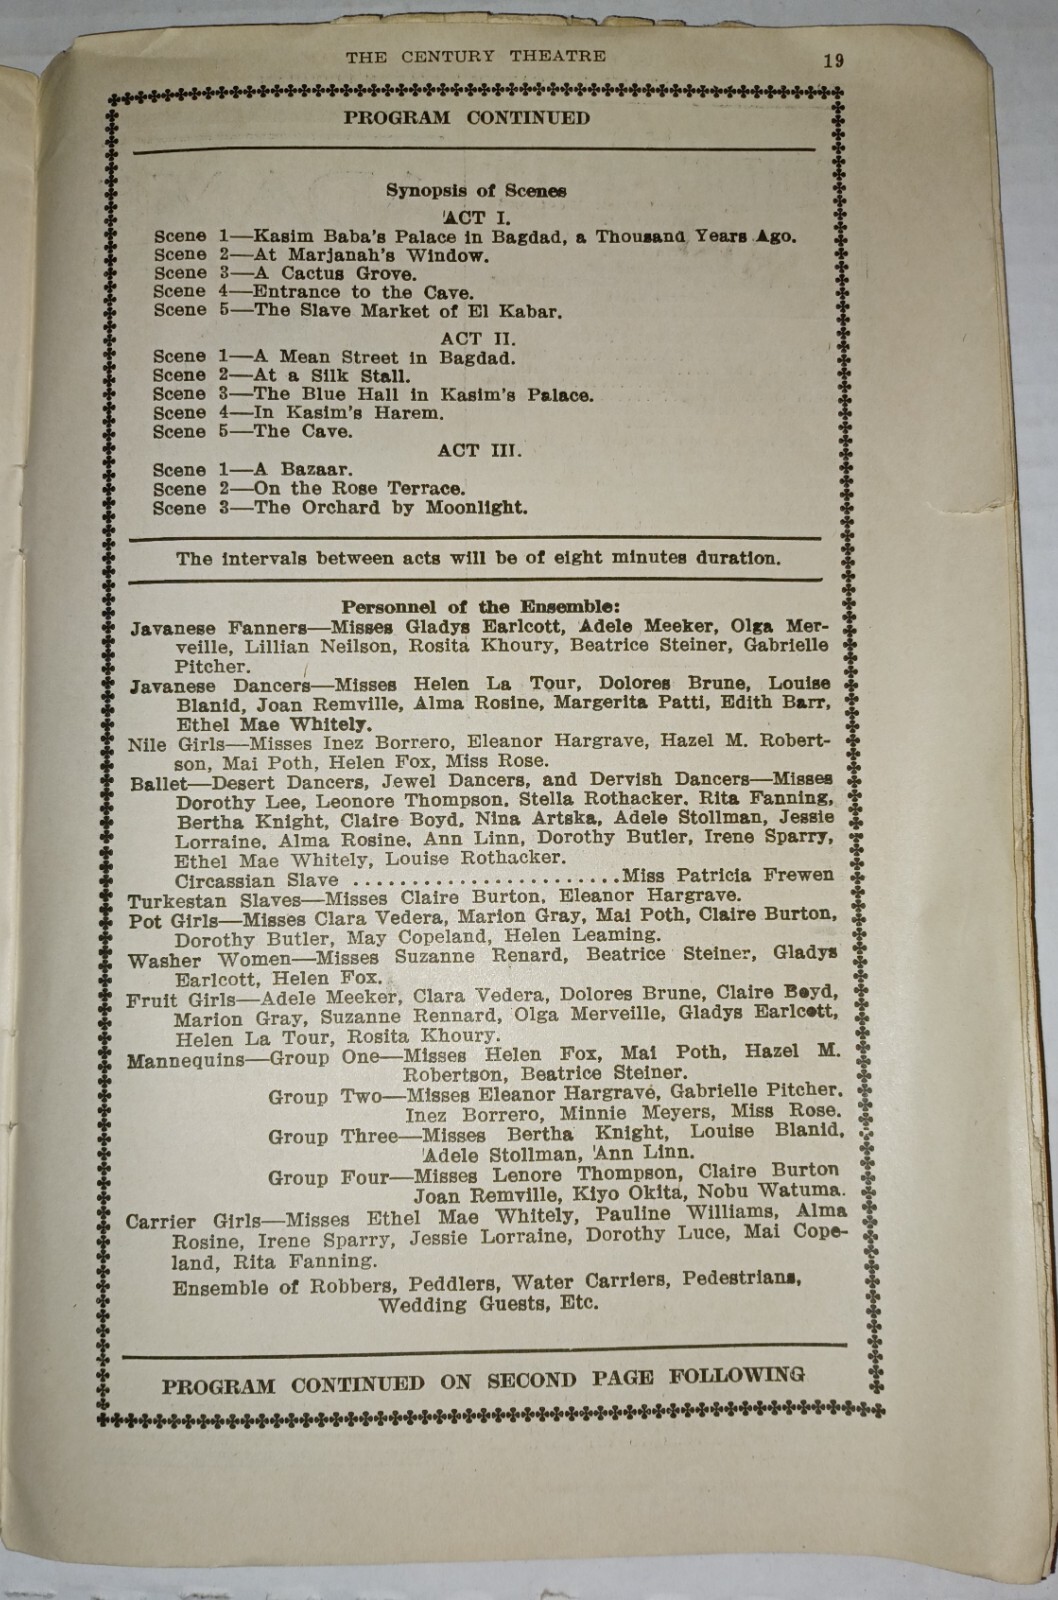 THE CENTURY THEATRE 19
PROGRAM CONTINUED
Synopsis of Scenes
ACT I.
Scene 1—Kasim Baba's Palace in Bagdad, a Thousand Years Ago.
Scene 2—At Marjanah's Window.
Scene 3—A Cactus Grove.
Scene 4—Entrance to the Cave.
Scene 5—The Slave Market of El Kabar.
ACT II.
Scene 1—A Mean Street in Bagdad.
Scene 2—At a Silk Stall.
Scene 3—The Blue Hall in Kasim's Palace.
Scene 4—In Kasim's Harem.
Scene 5—The Cave.
ACT III.
Scene 1—A Bazaar.
Scene 2—On the Rose Terrace.
Scene 3—The Orchard by Moonlight.
The intervals between acts will be of eight minutes duration.
Personnel of the Ensemble:
Javanese Fanners—Misses Gladys Earlcott, Adele Meeker, Olga Mer-
veille, Lillian Neilson, Rosita Khoury, Beatrice Steiner, Gabrielle
Pitcher.
Javanese Dancers—Misses Helen La Tour, Dolores Brune, Louise
Blanid, Joan Remville, Alma Rosine, Margerita Patti, Edith Barr,
Ethel Mae Whitely.
Nile Girls—Misses Inez Borrero, Eleanor Hargrave, Hazel M. Robert-
son, Mai Poth, Helen Fox, Miss Rose.
Ballet—Desert Dancers, Jewel Dancers, and Dervish Dancers—Misses
Dorothy Lee, Leonore Thompson, Stella Rothacker, Rita Fanning,
Bertha Knight, Claire Boyd, Nina Artska, Adele Stollman, Jessie
Lorraine, Alma Rosine, Ann Linn, Dorothy Butler, Irene Sparry,
Ethel Mae Whitely, Louise Rothacker.
Circassian Slave .......................Miss Patricia Frewen
Turkestan Slaves—Misses Claire Burton, Eleanor Hargrave.
Pot Girls—Misses Clara Vedera, Marion Gray, Mai Poth, Claire Burton,
Dorothy Butler, May Copeland, Helen Leaming.
Washer Women—Misses Suzanne Renard, Beatrice Steiner, Gladys
Earlcott, Helen Fox.
Fruit Girls—Adele Meeker, Clara Vedera, Dolores Brune, Claire Boyd,
Marion Gray, Suzanne Rennard, Olga Merveille, Gladys Earlcott,
Helen La Tour, Rosita Khoury.
Mannequins—Group One—Misses Helen Fox, Mai Poth, Hazel M.
Robertson, Beatrice Steiner.
Group Two—Misses Eleanor Hargrave, Gabrielle Pitcher,
Inez Borrero, Minnie Meyers, Miss Rose.
Group Three—Misses Bertha Knight, Louise Blanid,
Adele Stollman, Ann Linn.
Group Four—Misses Lenore Thompson, Claire Burton
Joan Remville, Kiyo Okita, Nobu Watuma.
Carrier Girls—Misses Ethel Mae Whitely, Pauline Williams, Alma
Rosine, Irene Sparry, Jessie Lorraine, Dorothy Luce, Mai Cope-
land, Rita Fanning.
Ensemble of Robbers, Peddlers, Water Carriers, Pedestrians,
Wedding Guests, Etc.
PROGRAM CONTINUED ON SECOND PAGE FOLLOWING